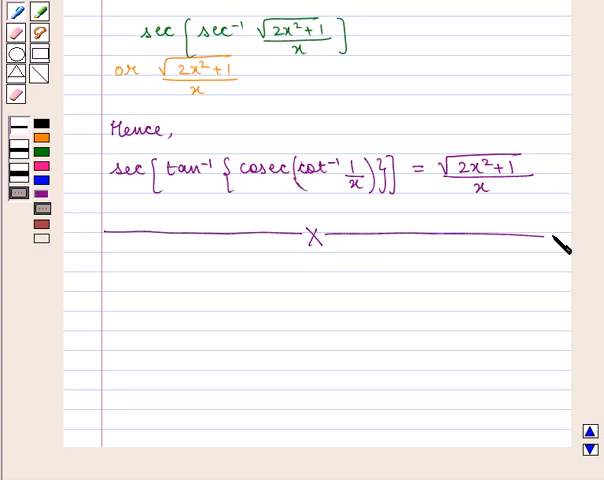 sec [ sec⁻¹ √(2x²+1)/x ]
or √(2x²+1)/x
Hence,
sec [ tan⁻¹ { cosec (cot⁻¹ 1/x) } ] = √(2x²+1)/x
X